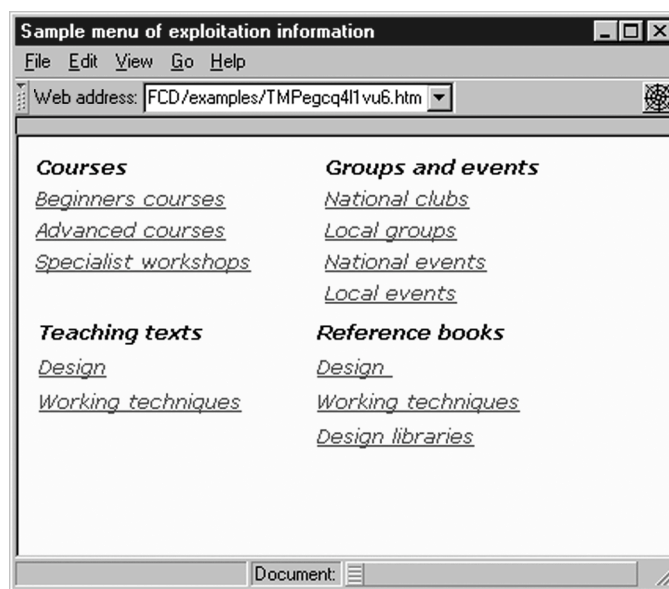 Sample menu of exploitation information
File Edit View Go Help
Web address: FCD/examples/TMPegcq4l1vu6.htm
Courses
Beginners courses
Advanced courses
Specialist workshops
Groups and events
National clubs
Local groups
National events
Local events
Teaching texts
Design
Working techniques
Reference books
Design
Working techniques
Design libraries
Document: